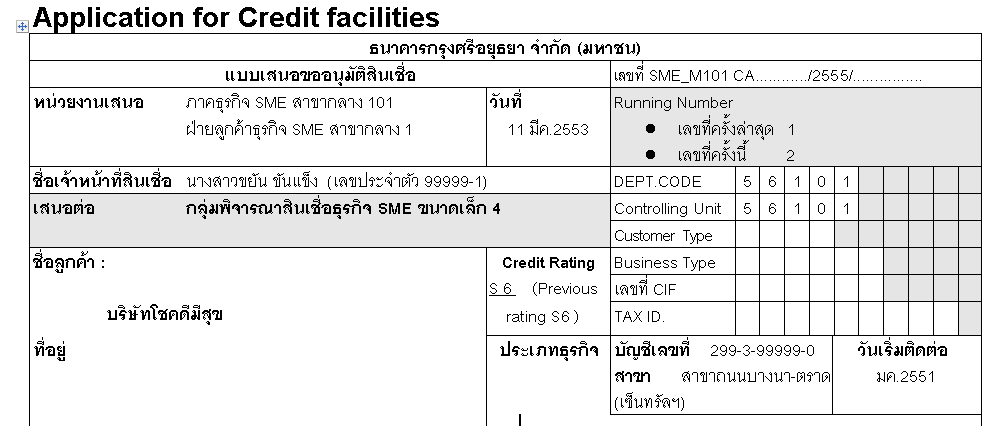 Application for Credit facilities
ธนาคารกรุงศรีอยุธยา จำกัด (มหาชน)
แบบเสนอขออนุมัติสินเชื่อ
เลขที่ SME_M101 CA............/2555/................
หน่วยงานเสนอ ภาคธุรกิจ SME สาขากลาง 101
ฝ่ายลูกค้าธุรกิจ SME สาขากลาง 1
วันที่
11 มีค.2553
Running Number
● เลขที่ครั้งล่าสุด 1
● เลขที่ครั้งนี้ 2
ชื่อเจ้าหน้าที่สินเชื่อ นางสาวขยัน ขันแข็ง (เลขประจำตัว 99999-1)
DEPT.CODE 5 6 1 0 1
เสนอต่อ กลุ่มพิจารณาสินเชื่อธุรกิจ SME ขนาดเล็ก 4
Controlling Unit 5 6 1 0 1
Customer Type
ชื่อลูกค้า :
บริษัทโชคดีมีสุข
Credit Rating
S 6 (Previous
rating S6 )
Business Type
เลขที่ CIF
TAX ID.
ที่อยู่
ประเภทธุรกิจ
บัญชีเลขที่ 299-3-99999-0
สาขา สาขาถนนบางนา-ตราด
(เซ็นทรัลฯ)
วันเริ่มติดต่อ
มค.2551